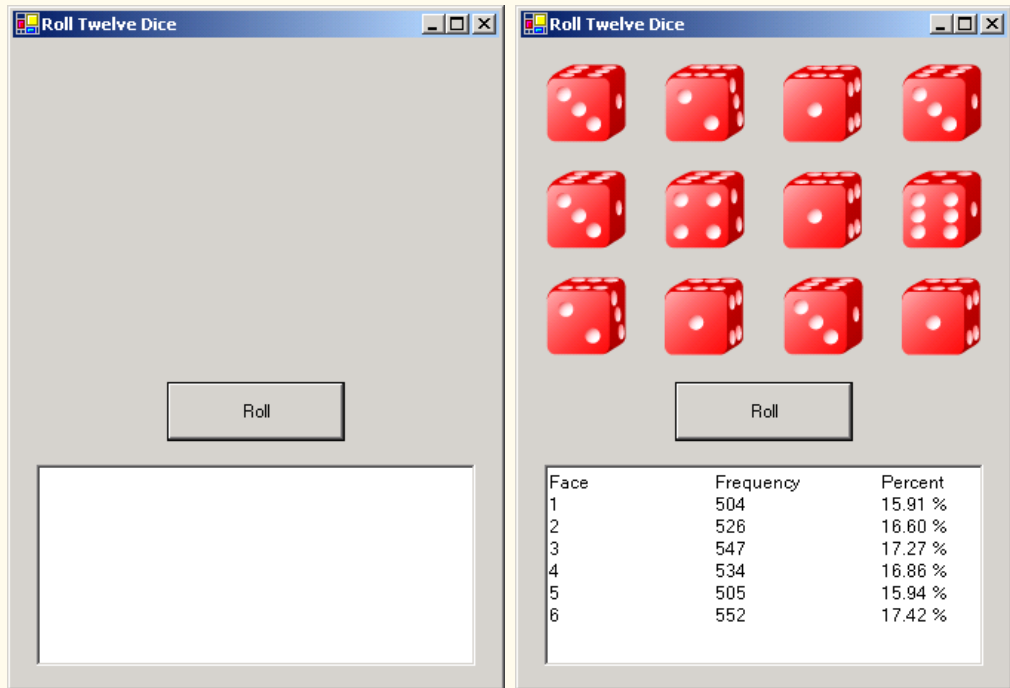 Roll Twelve Dice
Roll
Roll Twelve Dice
Roll
Face Frequency Percent
1 504 15.91 %
2 526 16.60 %
3 547 17.27 %
4 534 16.86 %
5 505 15.94 %
6 552 17.42 %